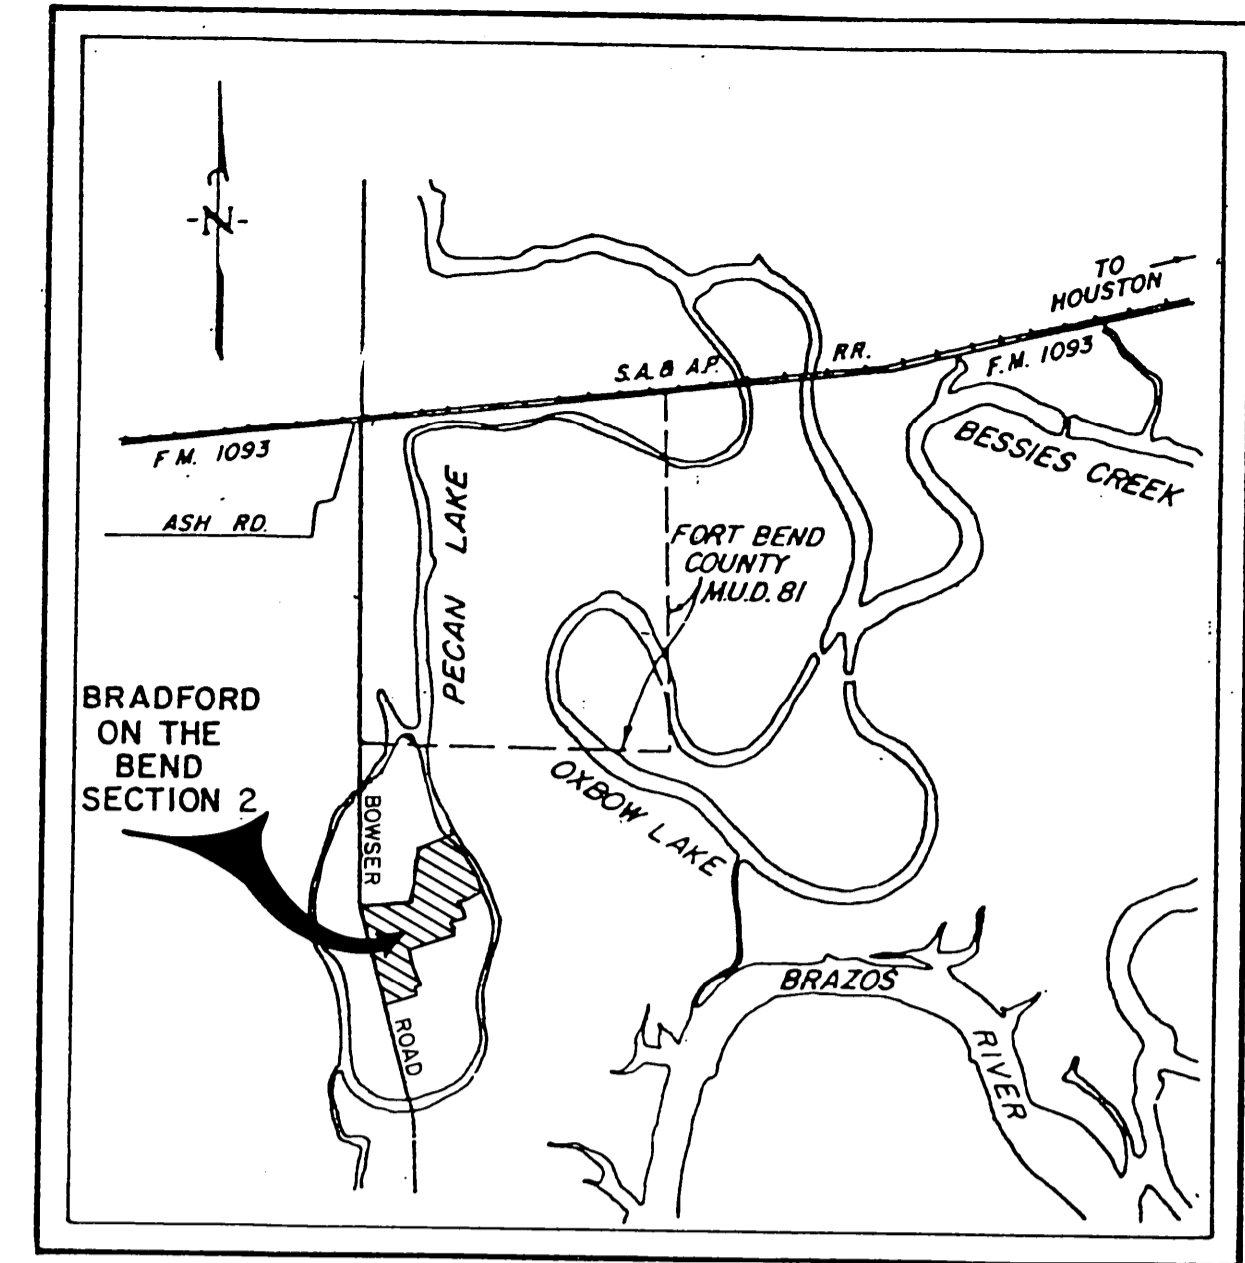 -N-
TO
HOUSTON
S.A. & A.P. RR.
F.M. 1093
F.M. 1093
BESSIES CREEK
ASH RD.
PECAN LAKE
FORT BEND
COUNTY
M.U.D. 81
BRADFORD
ON THE
BEND
SECTION 2
OXBOW LAKE
BOWSER
ROAD
BRAZOS
RIVER